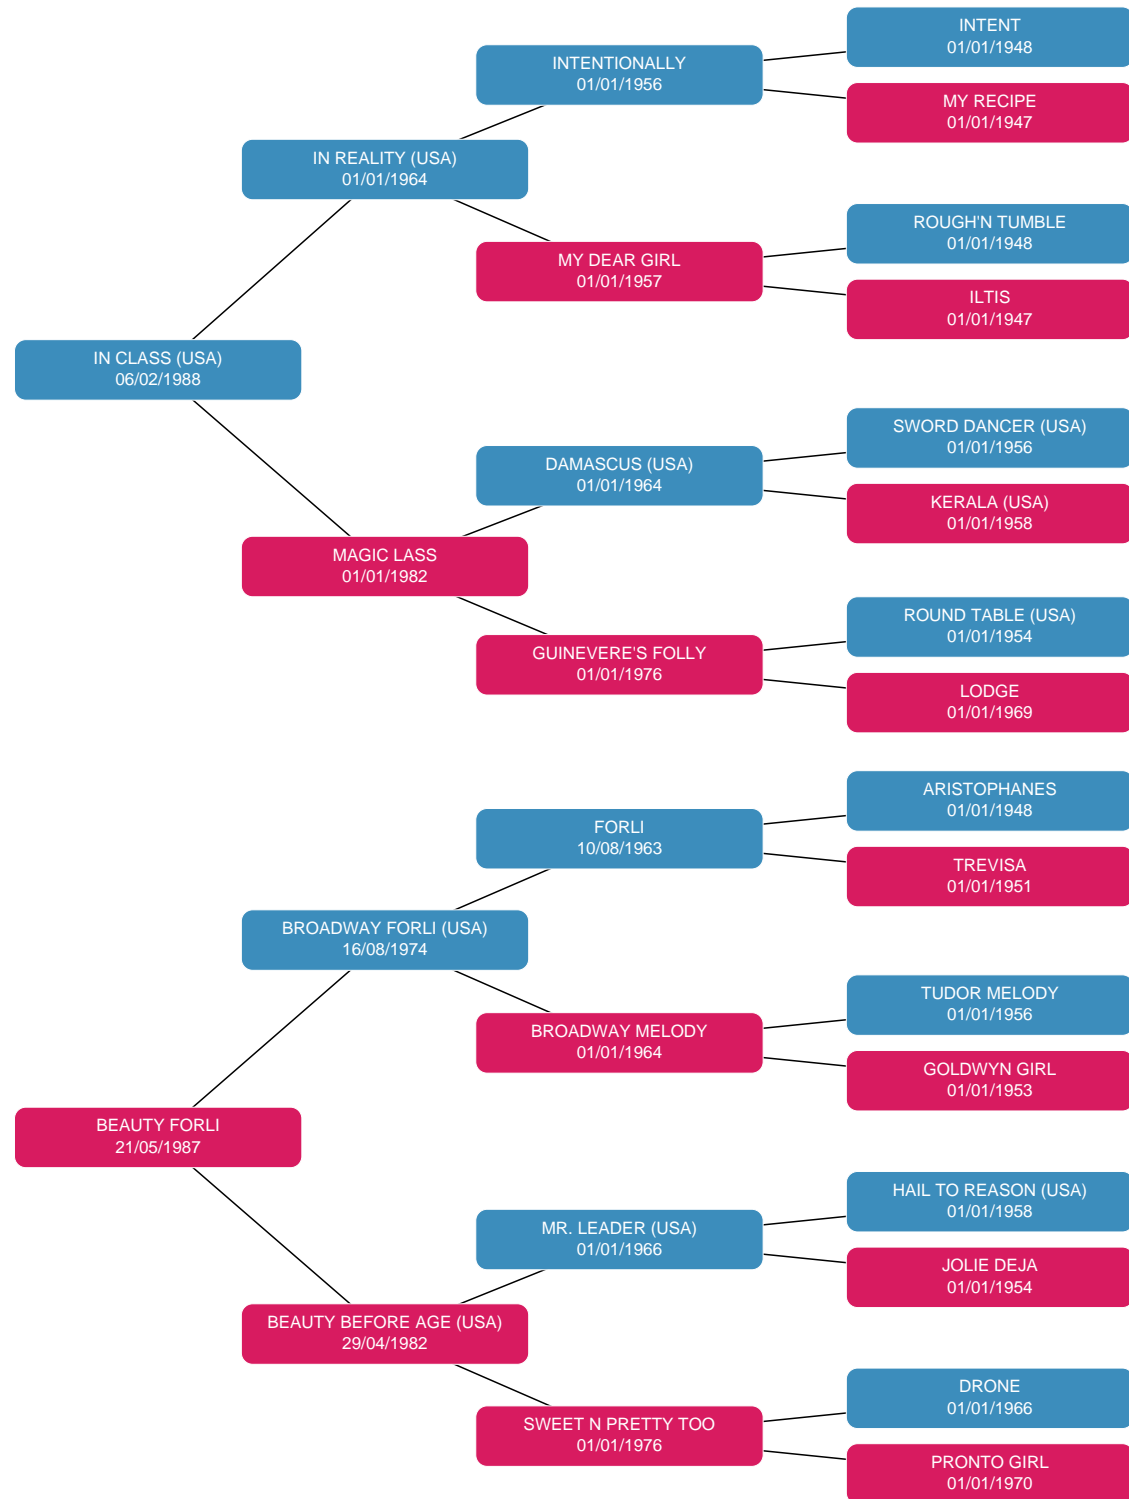 INTENT
01/01/1948
INTENTIONALLY
01/01/1956
MY RECIPE
01/01/1947
IN REALITY (USA)
01/01/1964
ROUGH'N TUMBLE
01/01/1948
MY DEAR GIRL
01/01/1957
ILTIS
01/01/1947
IN CLASS (USA)
06/02/1988
SWORD DANCER (USA)
01/01/1956
DAMASCUS (USA)
01/01/1964
KERALA (USA)
01/01/1958
MAGIC LASS
01/01/1982
ROUND TABLE (USA)
01/01/1954
GUINEVERE'S FOLLY
01/01/1976
LODGE
01/01/1969
ARISTOPHANES
01/01/1948
FORLI
10/08/1963
TREVISA
01/01/1951
BROADWAY FORLI (USA)
16/08/1974
TUDOR MELODY
01/01/1956
BROADWAY MELODY
01/01/1964
GOLDWYN GIRL
01/01/1953
BEAUTY FORLI
21/05/1987
HAIL TO REASON (USA)
01/01/1958
MR. LEADER (USA)
01/01/1966
JOLIE DEJA
01/01/1954
BEAUTY BEFORE AGE (USA)
29/04/1982
DRONE
01/01/1966
SWEET N PRETTY TOO
01/01/1976
PRONTO GIRL
01/01/1970